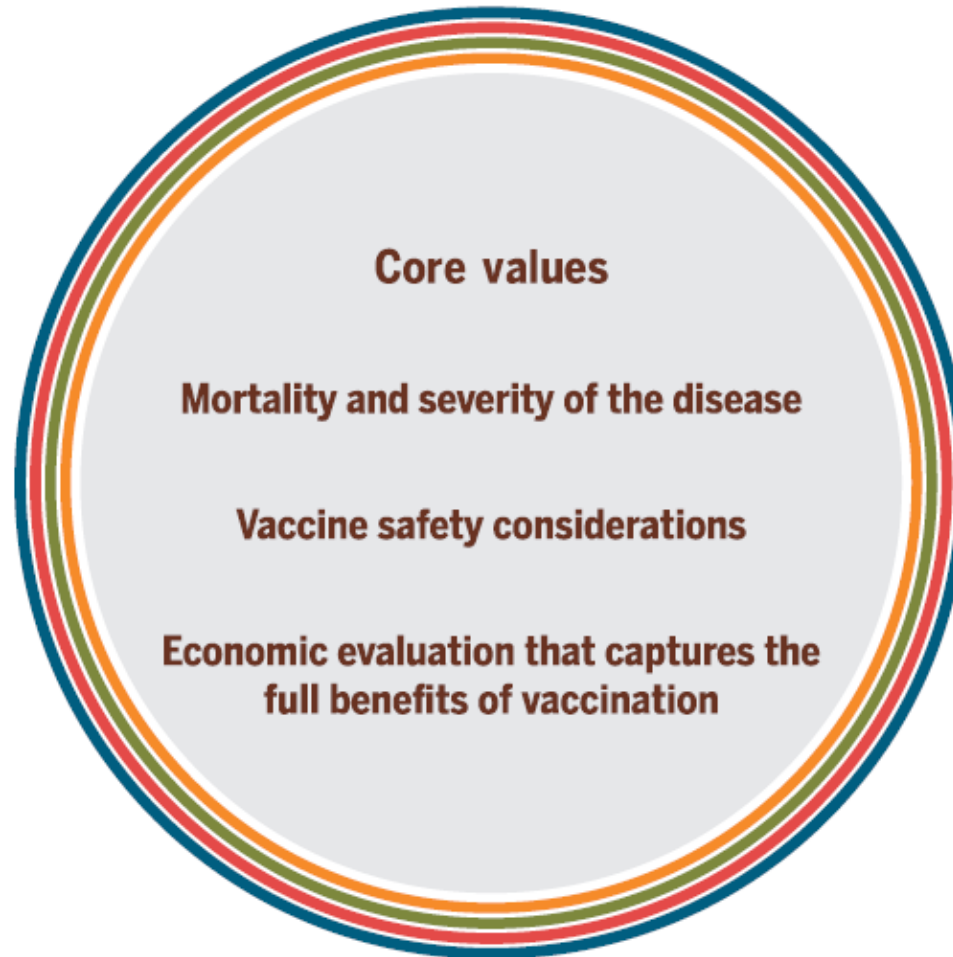 Core values
Mortality and severity of the disease
Vaccine safety considerations
Economic evaluation that captures the
full benefits of vaccination